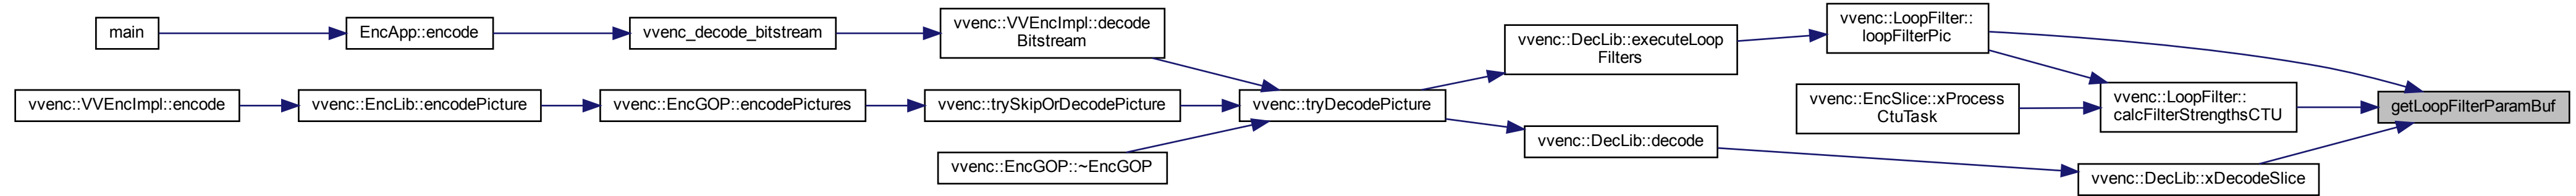 main
EncApp::encode
vvenc_decode_bitstream
vvenc::VVEncImpl::decode
Bitstream
vvenc::DecLib::executeLoop
Filters
vvenc::LoopFilter::
loopFilterPic
vvenc::VVEncImpl::encode
vvenc::EncLib::encodePicture
vvenc::EncGOP::encodePictures
vvenc::trySkipOrDecodePicture
vvenc::tryDecodePicture
vvenc::EncSlice::xProcess
CtuTask
vvenc::LoopFilter::
calcFilterStrengthsCTU
getLoopFilterParamBuf
vvenc::EncGOP::~EncGOP
vvenc::DecLib::decode
vvenc::DecLib::xDecodeSlice